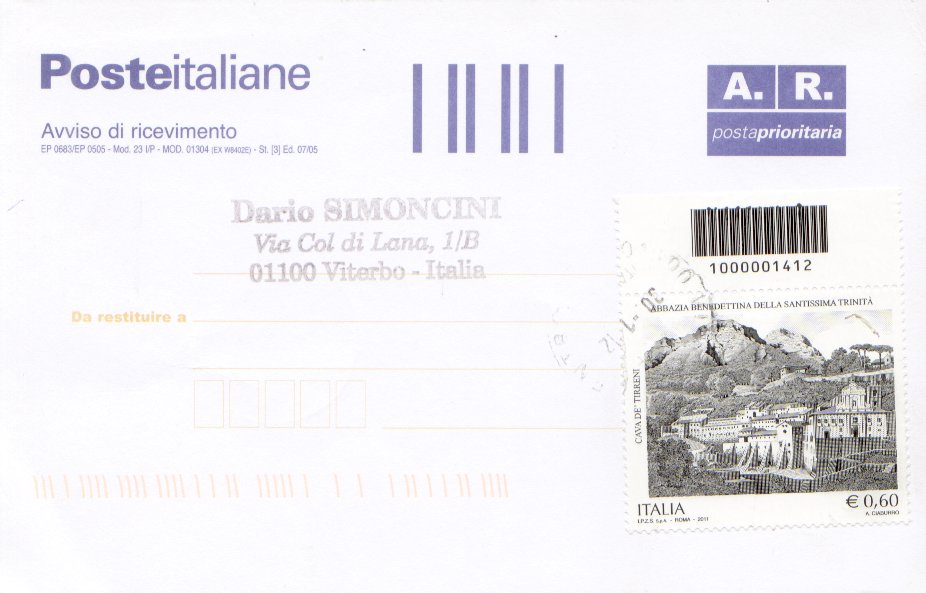 Posteitaliane
Avviso di ricevimento
EP 0683/EP 0505 - Mod. 23 I/P - MOD. 01304 (EX W8402E) - St. [3] Ed. 07/05
A. R.
postaprioritaria
Dario SIMONCINI
Via Col di Lana, 1/B
01100 Viterbo - Italia
Da restituire a
1000001412
ABBAZIA BENEDETTINA DELLA SANTISSIMA TRINITÀ
CAVA DE' TIRRENI
ITALIA
€ 0,60
I.P.Z.S. S.p.A. - ROMA - 2011
A. CIABURRO